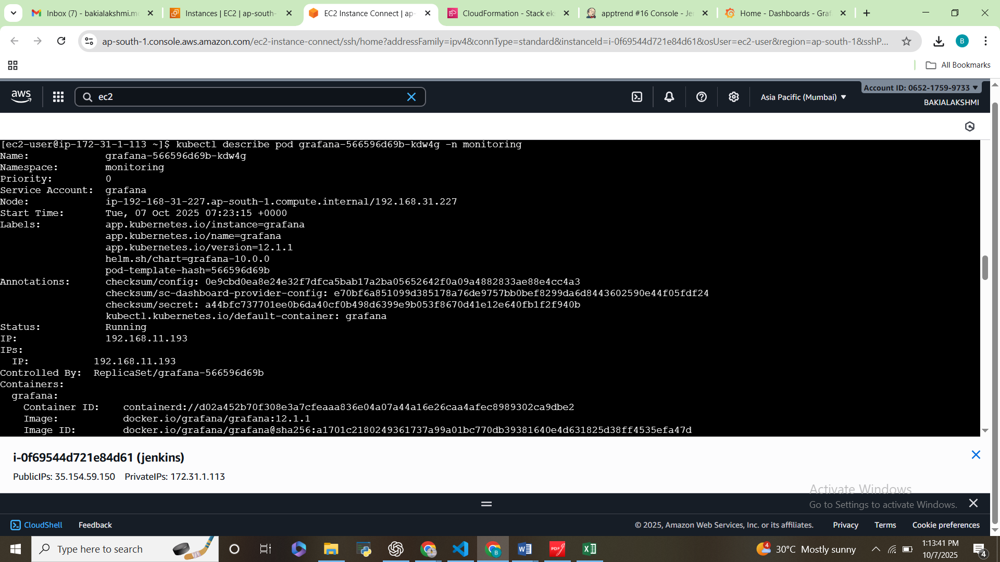 Inbox (7) - bakialakshmi.m
Instances | EC2 | ap-south-
EC2 Instance Connect | ap-
CloudFormation - Stack ek
apptrend #16 Console - Je
Home - Dashboards - Graf
ap-south-1.console.aws.amazon.com/ec2-instance-connect/ssh/home?addressFamily=ipv4&connType=standard&instanceId=i-0f69544d721e84d61&osUser=ec2-user&region=ap-south-1&sshP...
B
All Bookmarks
aws
ec2
Asia Pacific (Mumbai)
Account ID: 0652-1759-9733
BAKIALAKSHMI
[ec2-user@ip-172-31-1-113 ~]$ kubectl describe pod grafana-566596d69b-kdw4g -n monitoring
Name: grafana-566596d69b-kdw4g
Namespace: monitoring
Priority: 0
Service Account: grafana
Node: ip-192-168-31-227.ap-south-1.compute.internal/192.168.31.227
Start Time: Tue, 07 Oct 2025 07:23:15 +0000
Labels: app.kubernetes.io/instance=grafana
app.kubernetes.io/name=grafana
app.kubernetes.io/version=12.1.1
helm.sh/chart=grafana-10.0.0
pod-template-hash=566596d69b
Annotations: checksum/config: 0e9cbd0ea8e24e32f7dfca5bab17a2ba05652642f0a09a4882833ae88e4cc4a3
checksum/sc-dashboard-provider-config: e70bf6a851099d385178a76de9757bb0bef8299da6d8443602590e44f05fdf24
checksum/secret: a44bfc737701ee0b6da40cf0b498d6399e9b053f8670d41e12e640fb1f2f940b
kubectl.kubernetes.io/default-container: grafana
Status: Running
IP: 192.168.11.193
IPs:
IP: 192.168.11.193
Controlled By: ReplicaSet/grafana-566596d69b
Containers:
grafana:
Container ID: containerd://d02a452b70f308e3a7cfeaaa836e04a07a44a16e26caa4afec8989302ca9dbe2
Image: docker.io/grafana/grafana:12.1.1
Image ID: docker.io/grafana/grafana@sha256:a1701c2180249361737a99a01bc770db39381640e4d631825d38ff4535efa47d
i-0f69544d721e84d61 (jenkins)
PublicIPs: 35.154.59.150 PrivateIPs: 172.31.1.113
Activate Windows
Go to Settings to activate Windows.
CloudShell Feedback
© 2025, Amazon Web Services, Inc. or its affiliates. Privacy Terms Cookie preferences
Type here to search
4
30°C Mostly sunny
1:13:41 PM
10/7/2025
4